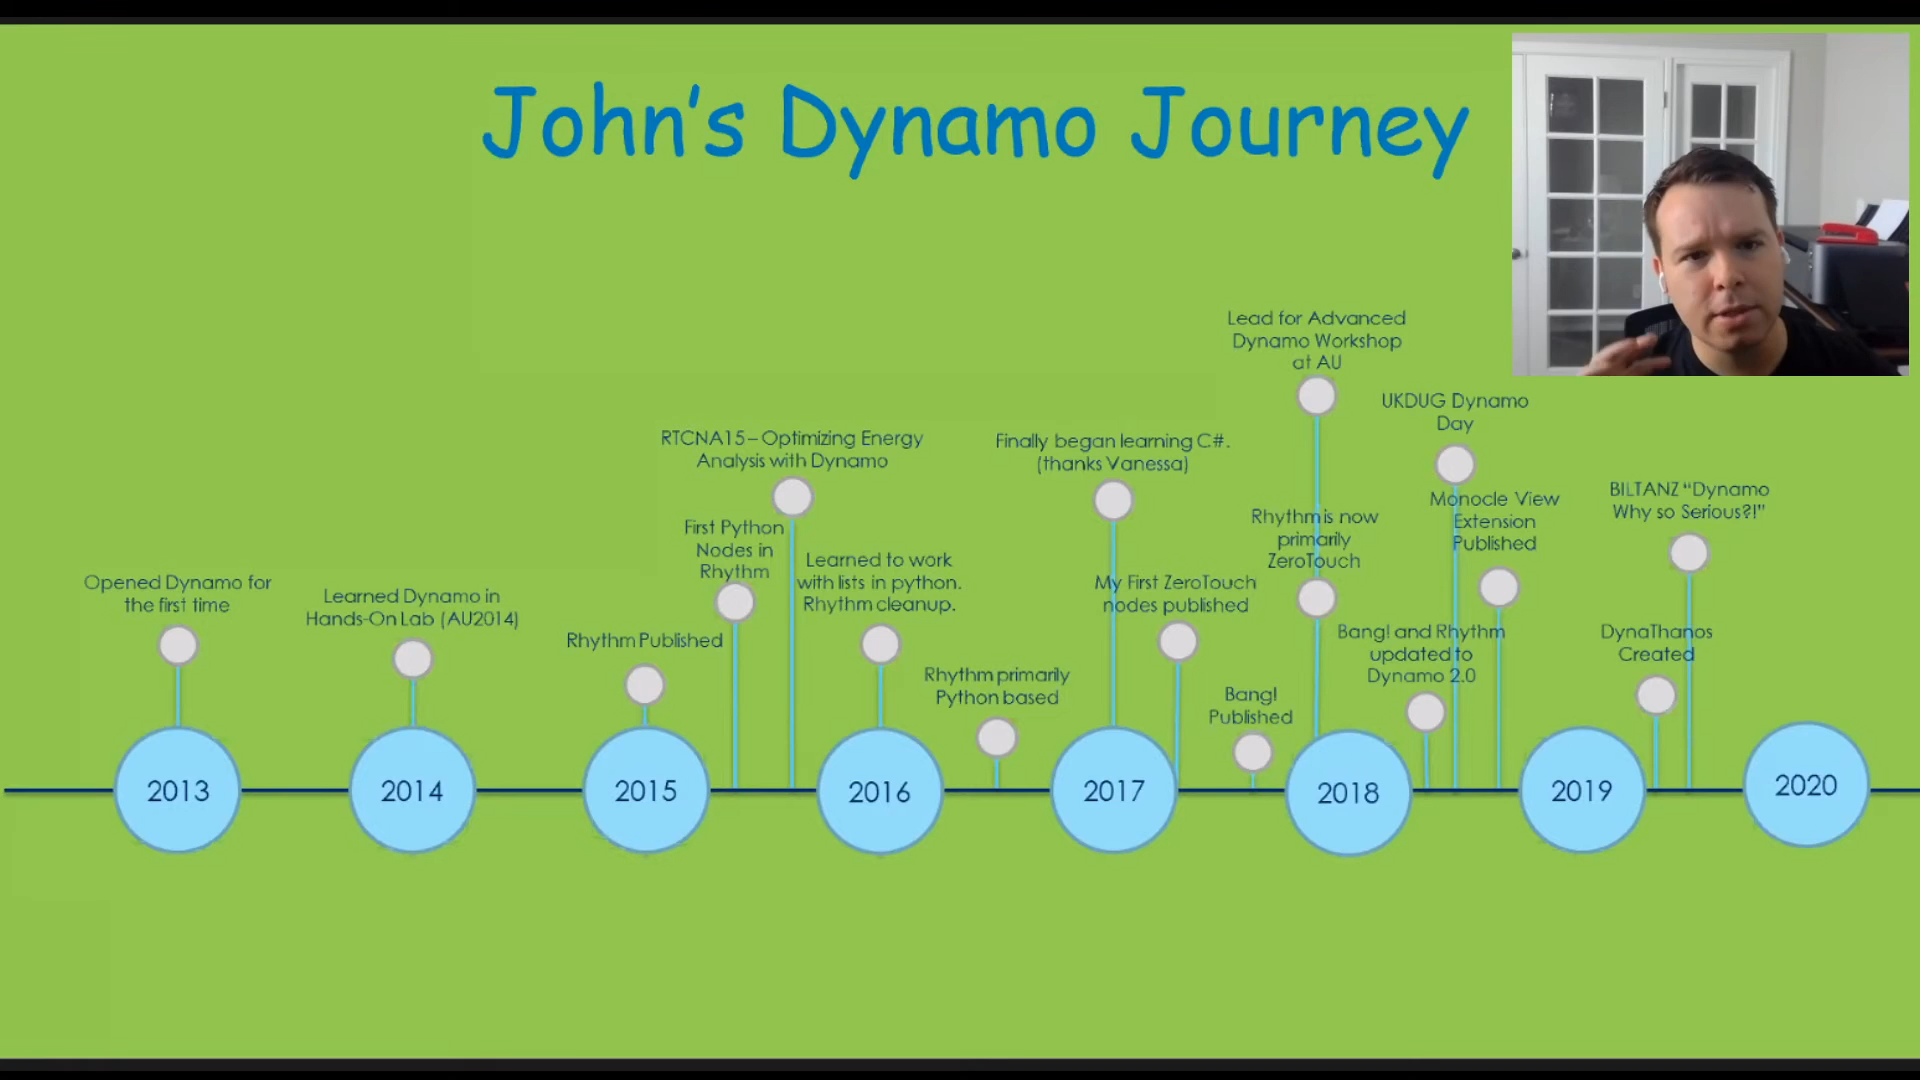 John's Dynamo Journey
Lead for Advanced
Dynamo Workshop
at AU
UKDUG Dynamo
Day
RTCNA15 – Optimizing Energy
Analysis with Dynamo
Finally began learning C#.
(thanks Vanessa)
Monocle View
Extension
Published
BILTANZ “Dynamo
Why so Serious?!”
First Python
Nodes in
Rhythm
Rhythm is now
primarily
ZeroTouch
Learned to work
with lists in python.
Rhythm cleanup.
Opened Dynamo for
the first time
Learned Dynamo in
Hands-On Lab (AU2014)
My First ZeroTouch
nodes published
Rhythm Published
Bang! and Rhythm
updated to
Dynamo 2.0
DynaThanos
Created
Rhythm primarily
Python based
Bang!
Published
2013
2014
2015
2016
2017
2018
2019
2020